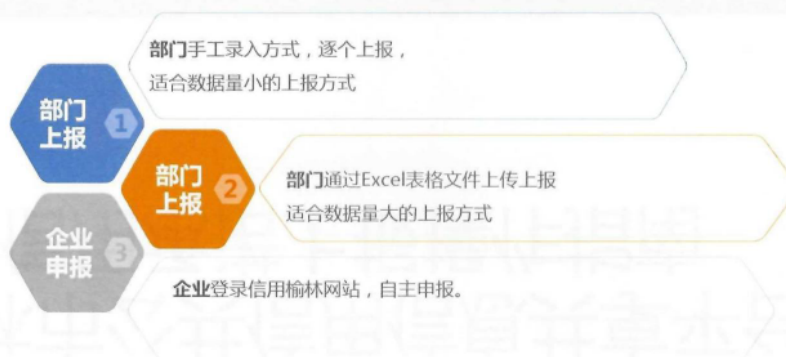 部门手工录入方式，逐个上报，
适合数据量小的上报方式
部门
上报
1
部门
上报
2
部门通过Excel表格文件上传上报
适合数据量大的上报方式
企业
申报
3
企业登录信用榆林网站，自主申报。